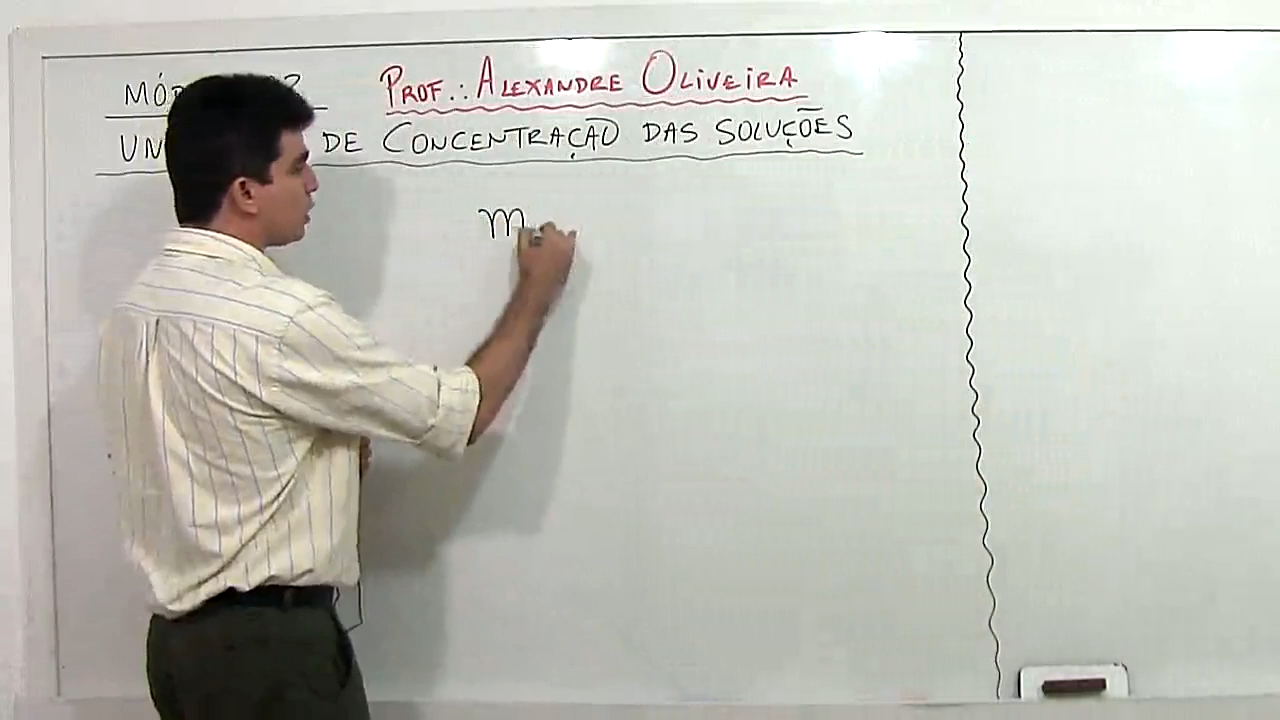 PROF.: ALEXANDRE OLIVEIRA
DE CONCENTRAÇÃO DAS SOLUÇÕES
m